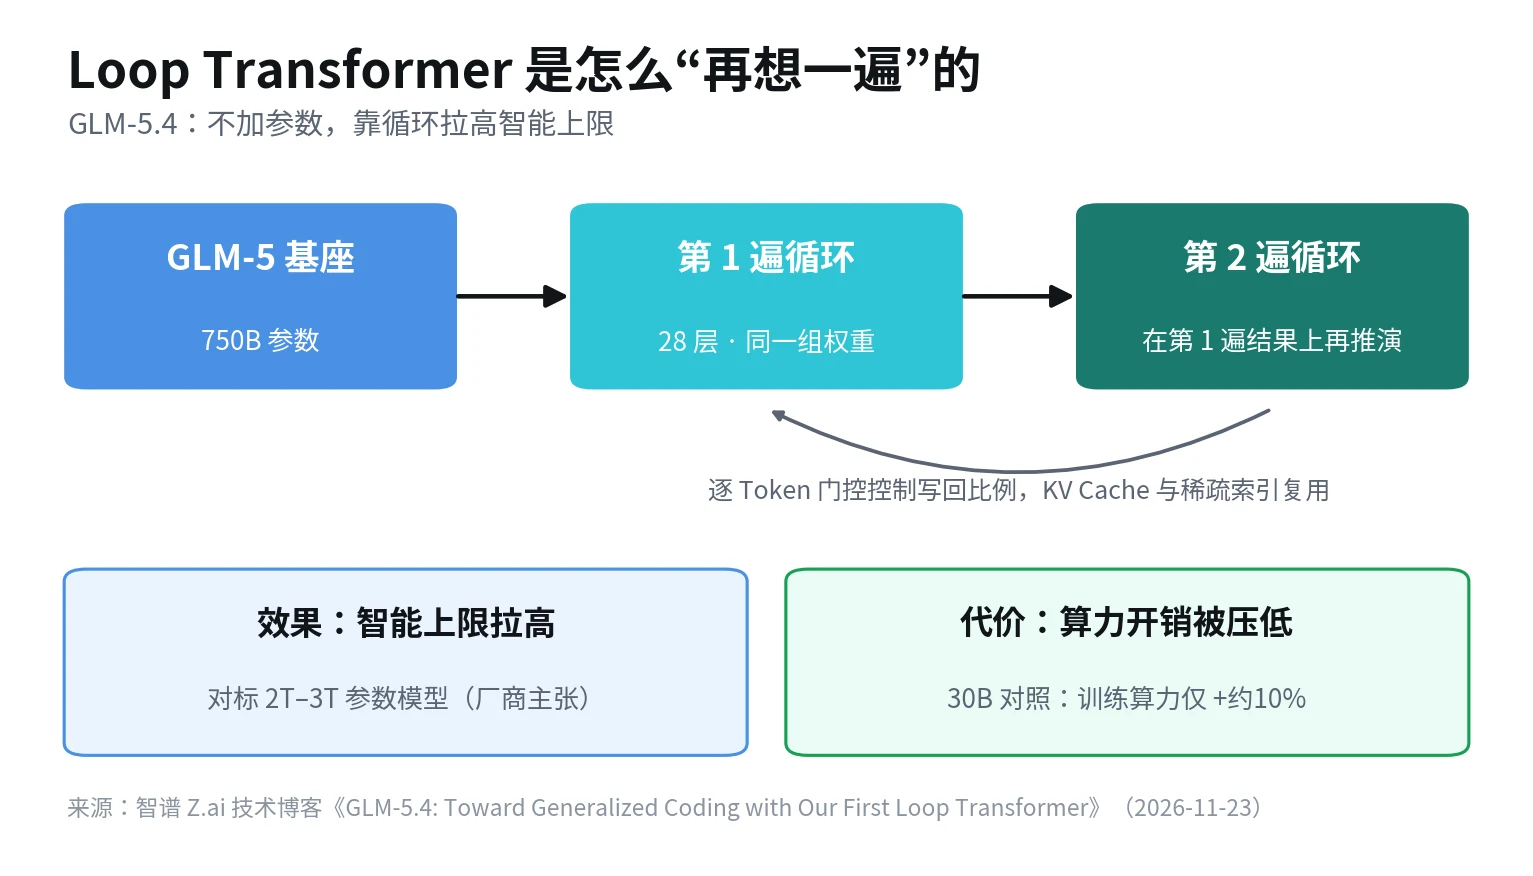 Loop Transformer 是怎么“再想一遍”的
GLM-5.4：不加参数，靠循环拉高智能上限
GLM-5 基座
750B 参数
第 1 遍循环
28 层 · 同一组权重
第 2 遍循环
在第 1 遍结果上再推演
逐 Token 门控控制写回比例，KV Cache 与稀疏索引复用
效果：智能上限拉高
对标 2T–3T 参数模型（厂商主张）
代价：算力开销被压低
30B 对照：训练算力仅 +约10%
来源：智谱 Z.ai 技术博客《GLM-5.4: Toward Generalized Coding with Our First Loop Transformer》（2026-11-23）